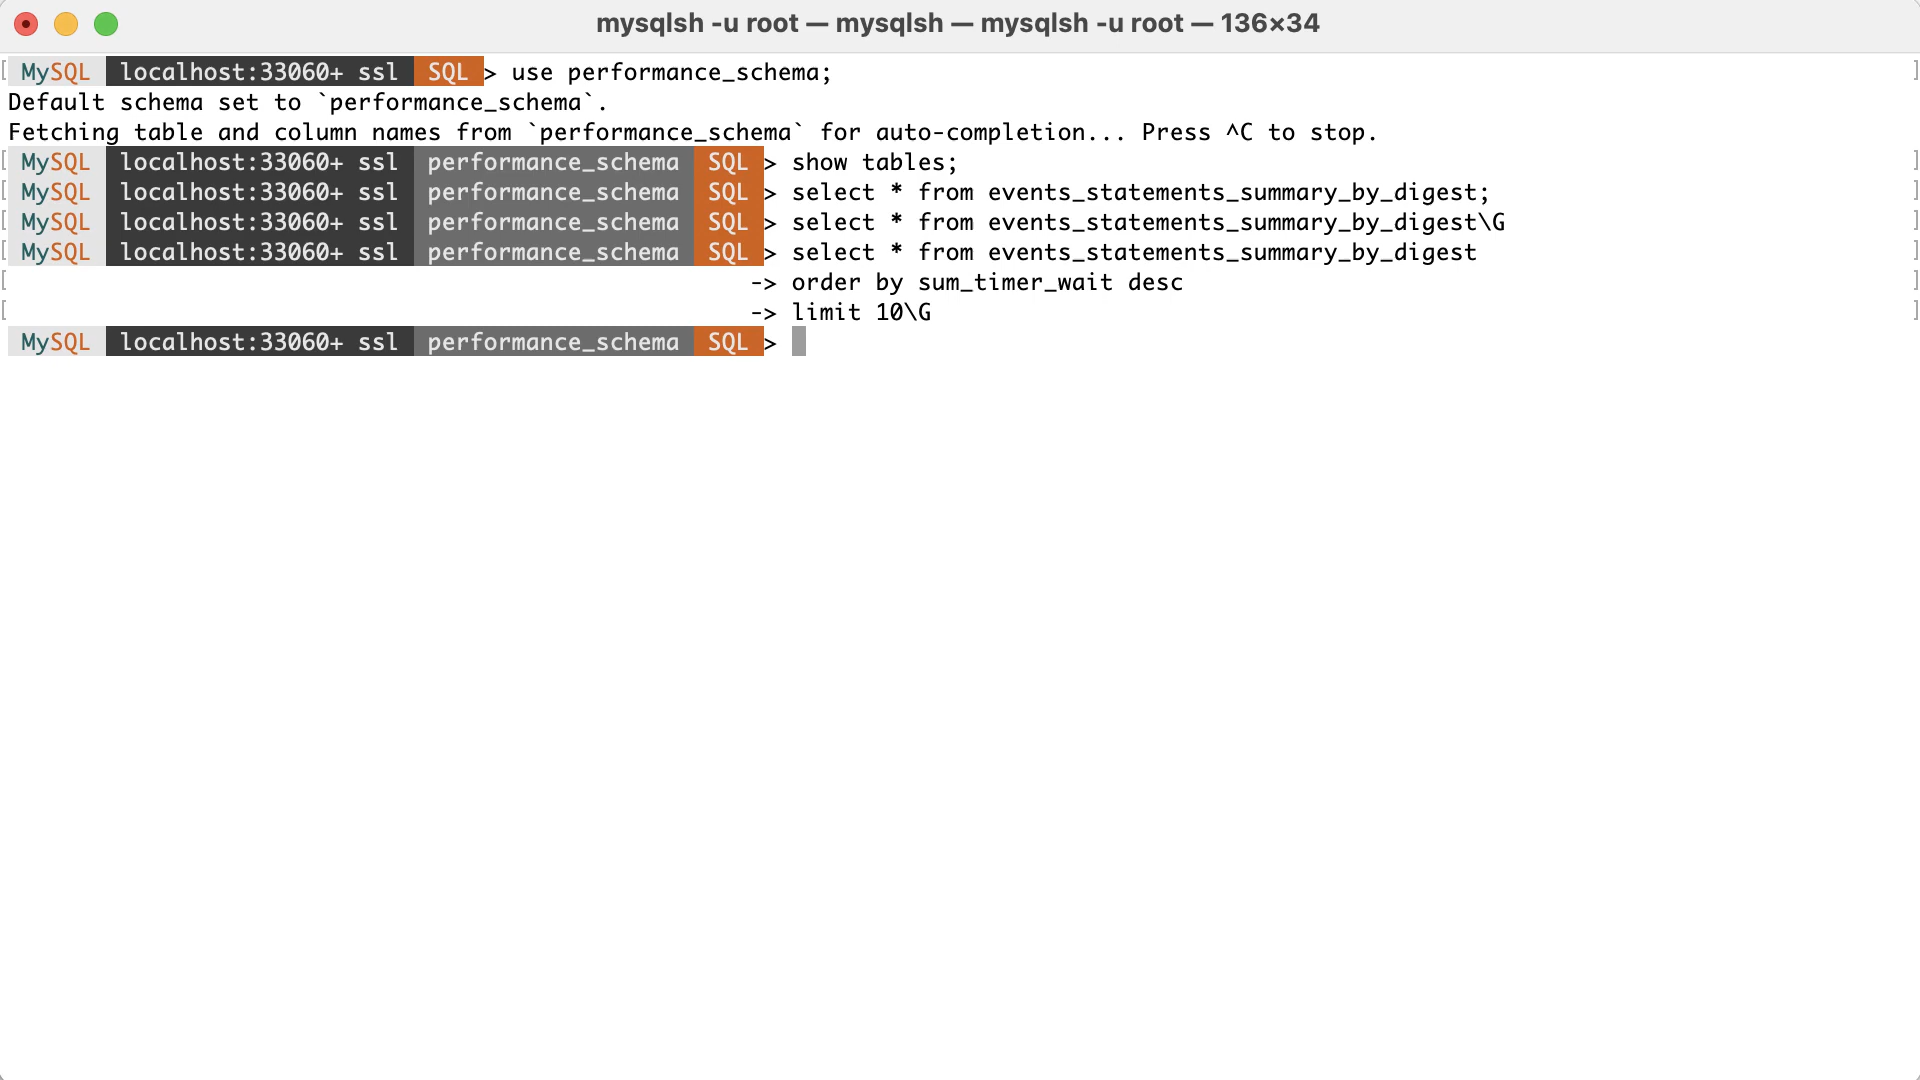 mysqlsh -u root — mysqlsh — mysqlsh -u root — 136×34
[ MySQL  localhost:33060+ ssl  SQL > use performance_schema; ]
Default schema set to `performance_schema`.
Fetching table and column names from `performance_schema` for auto-completion... Press ^C to stop.
[ MySQL  localhost:33060+ ssl  performance_schema  SQL > show tables; ]
[ MySQL  localhost:33060+ ssl  performance_schema  SQL > select * from events_statements_summary_by_digest; ]
[ MySQL  localhost:33060+ ssl  performance_schema  SQL > select * from events_statements_summary_by_digest\G ]
[ MySQL  localhost:33060+ ssl  performance_schema  SQL > select * from events_statements_summary_by_digest ]
[ -> order by sum_timer_wait desc ]
[ -> limit 10\G ]
MySQL  localhost:33060+ ssl  performance_schema  SQL >